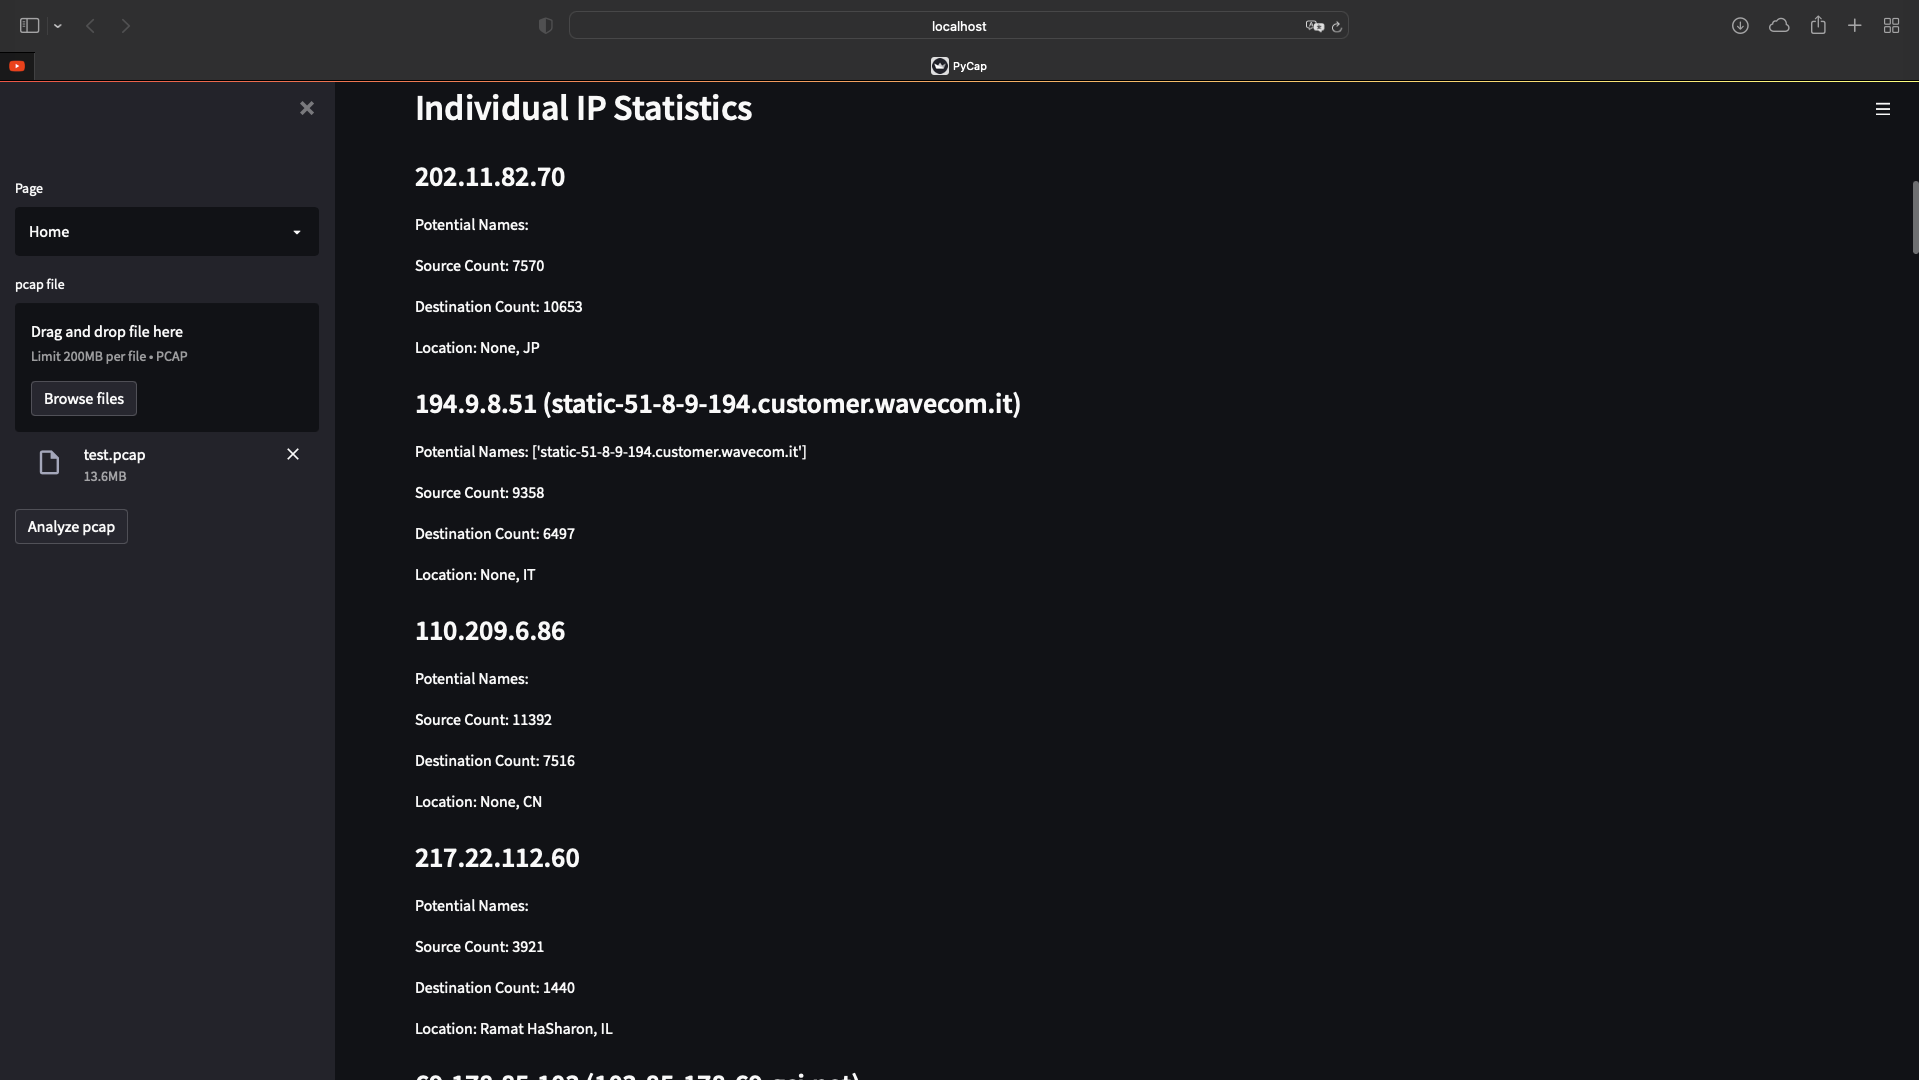 localhost
PyCap
Page
Home
pcap file
Drag and drop file here
Limit 200MB per file • PCAP
Browse files
test.pcap
13.6MB
Analyze pcap
Individual IP Statistics
202.11.82.70
Potential Names:
Source Count: 7570
Destination Count: 10653
Location: None, JP
194.9.8.51 (static-51-8-9-194.customer.wavecom.it)
Potential Names: ['static-51-8-9-194.customer.wavecom.it']
Source Count: 9358
Destination Count: 6497
Location: None, IT
110.209.6.86
Potential Names:
Source Count: 11392
Destination Count: 7516
Location: None, CN
217.22.112.60
Potential Names:
Source Count: 3921
Destination Count: 1440
Location: Ramat HaSharon, IL